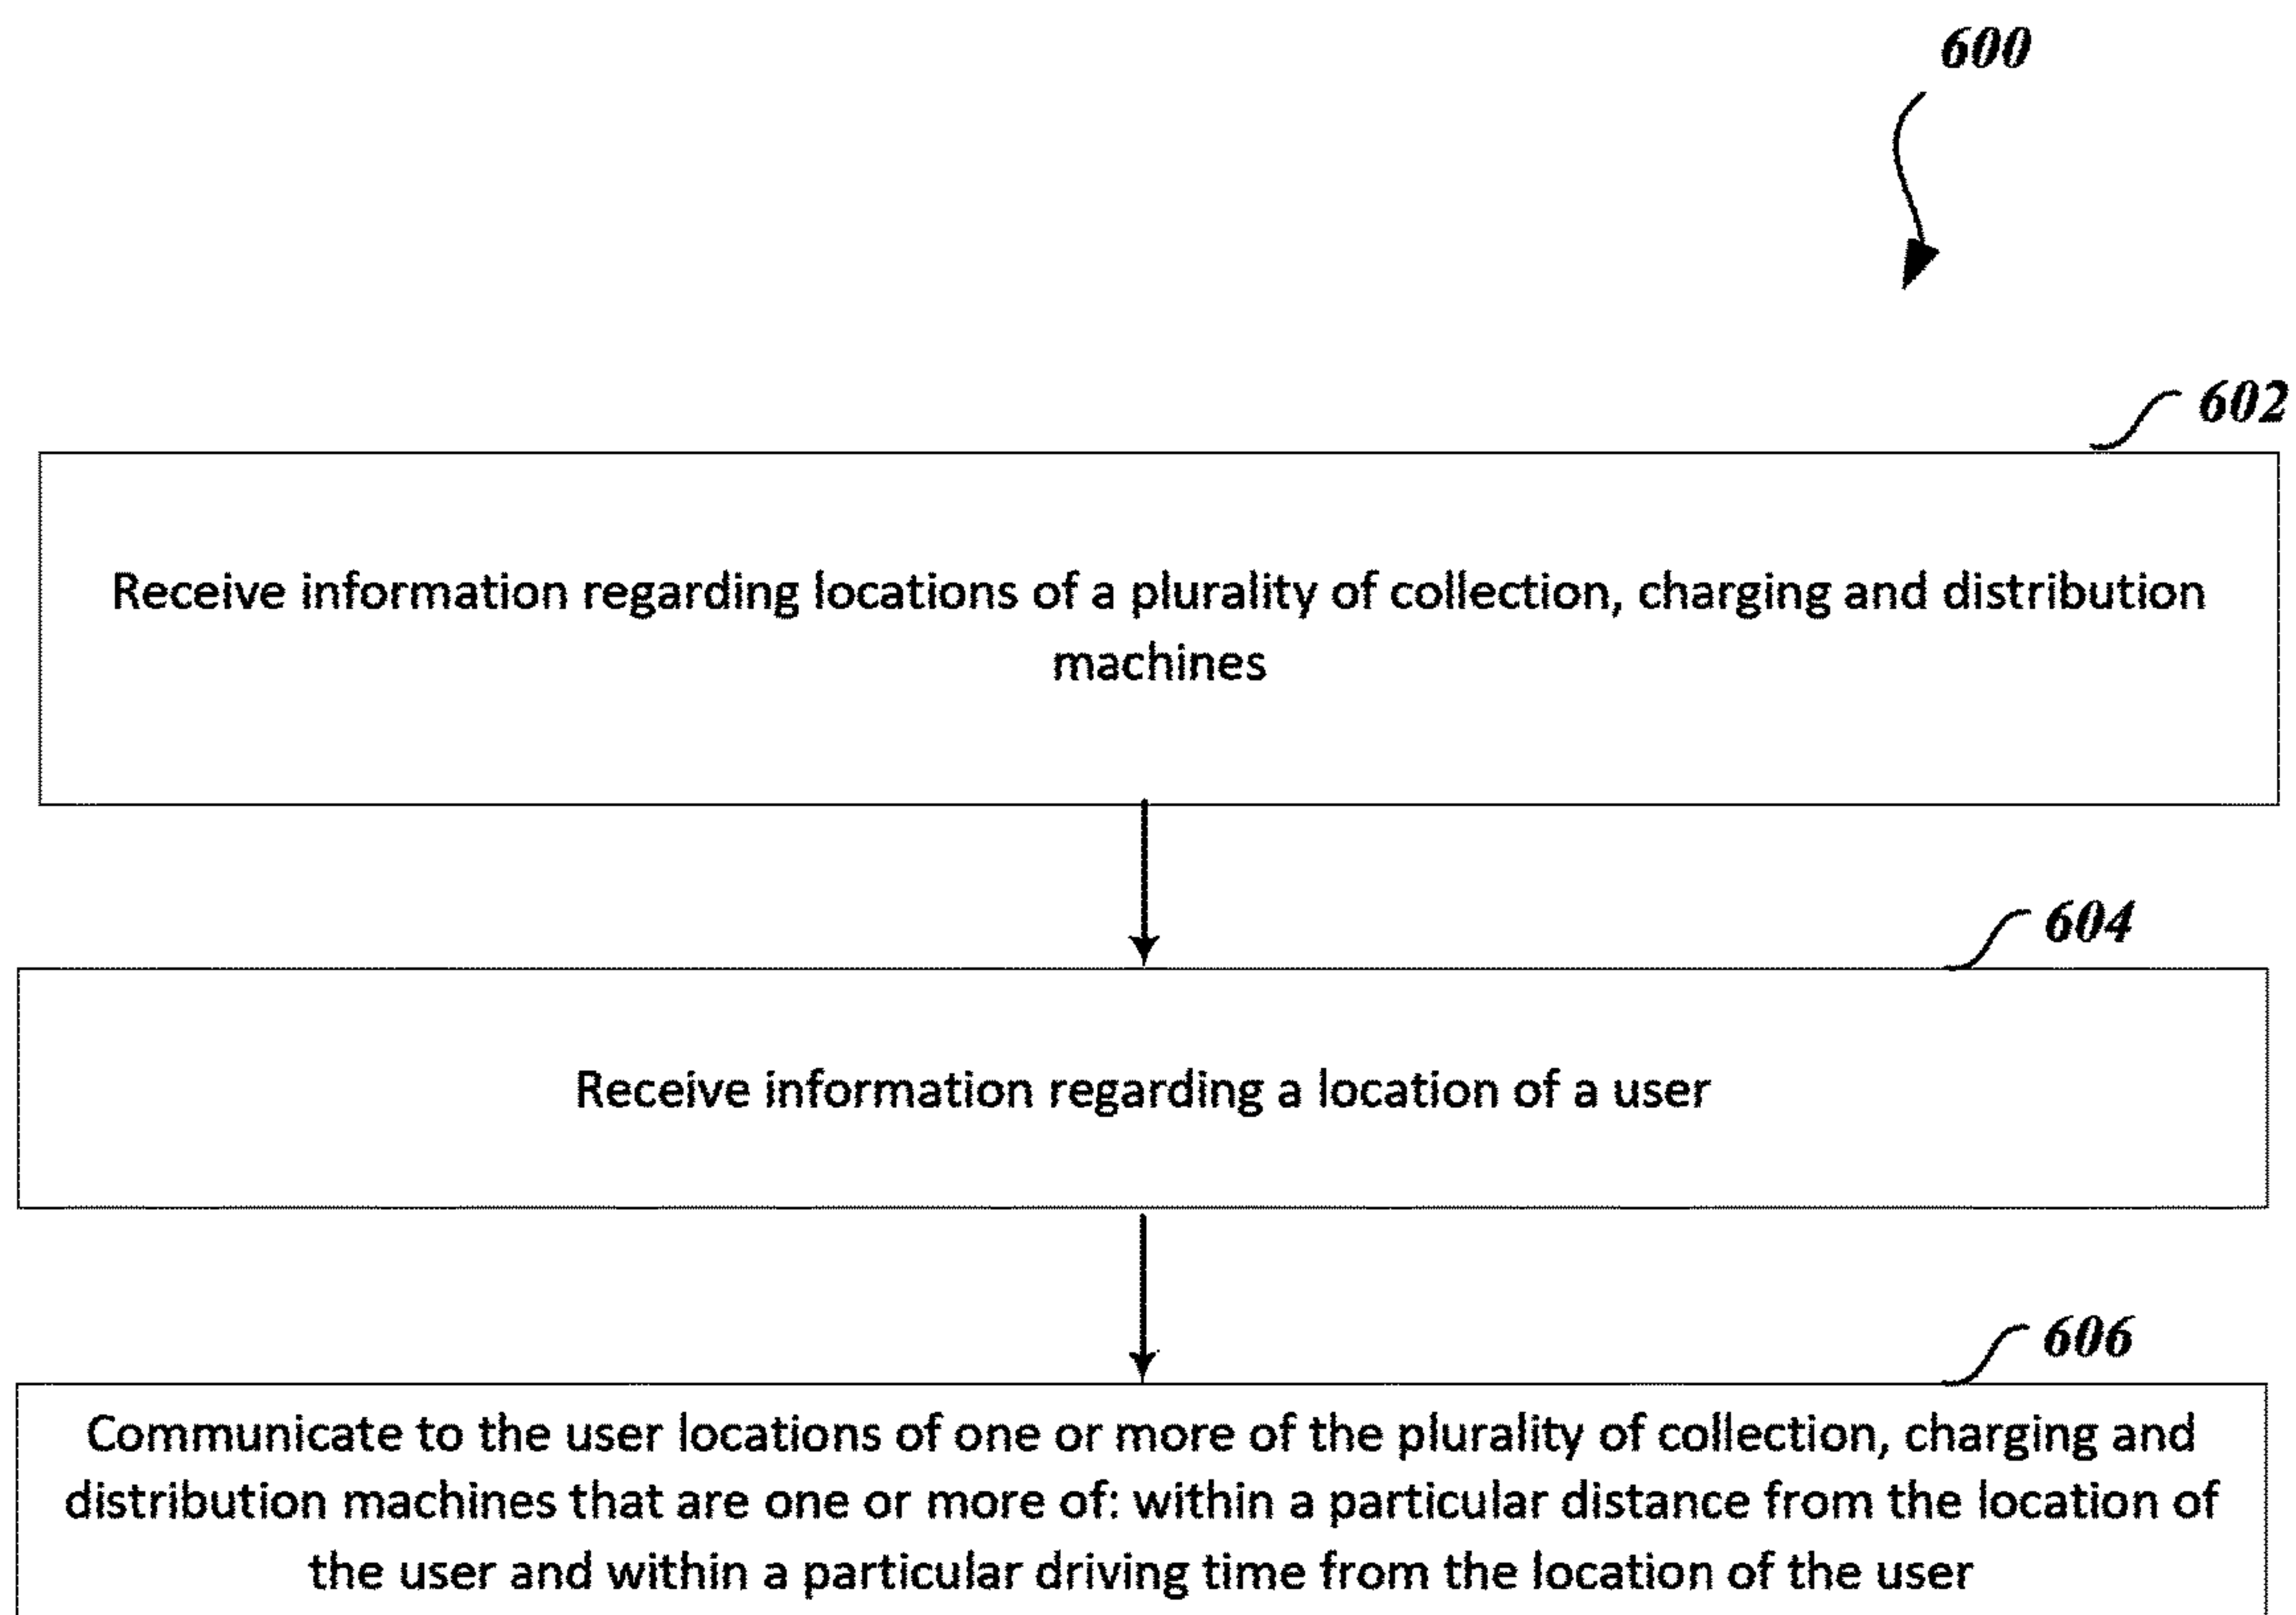 600
602
Receive information regarding locations of a plurality of collection, charging and distribution
machines
604
Receive information regarding a location of a user
606
Communicate to the user locations of one or more of the plurality of collection, charging and
distribution machines that are one or more of: within a particular distance from the location of
the user and within a particular driving time from the location of the user